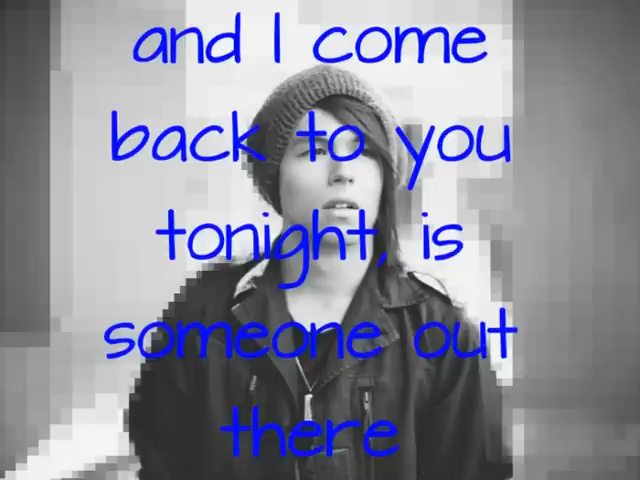 and I come
back to you
tonight, is
someone out
there